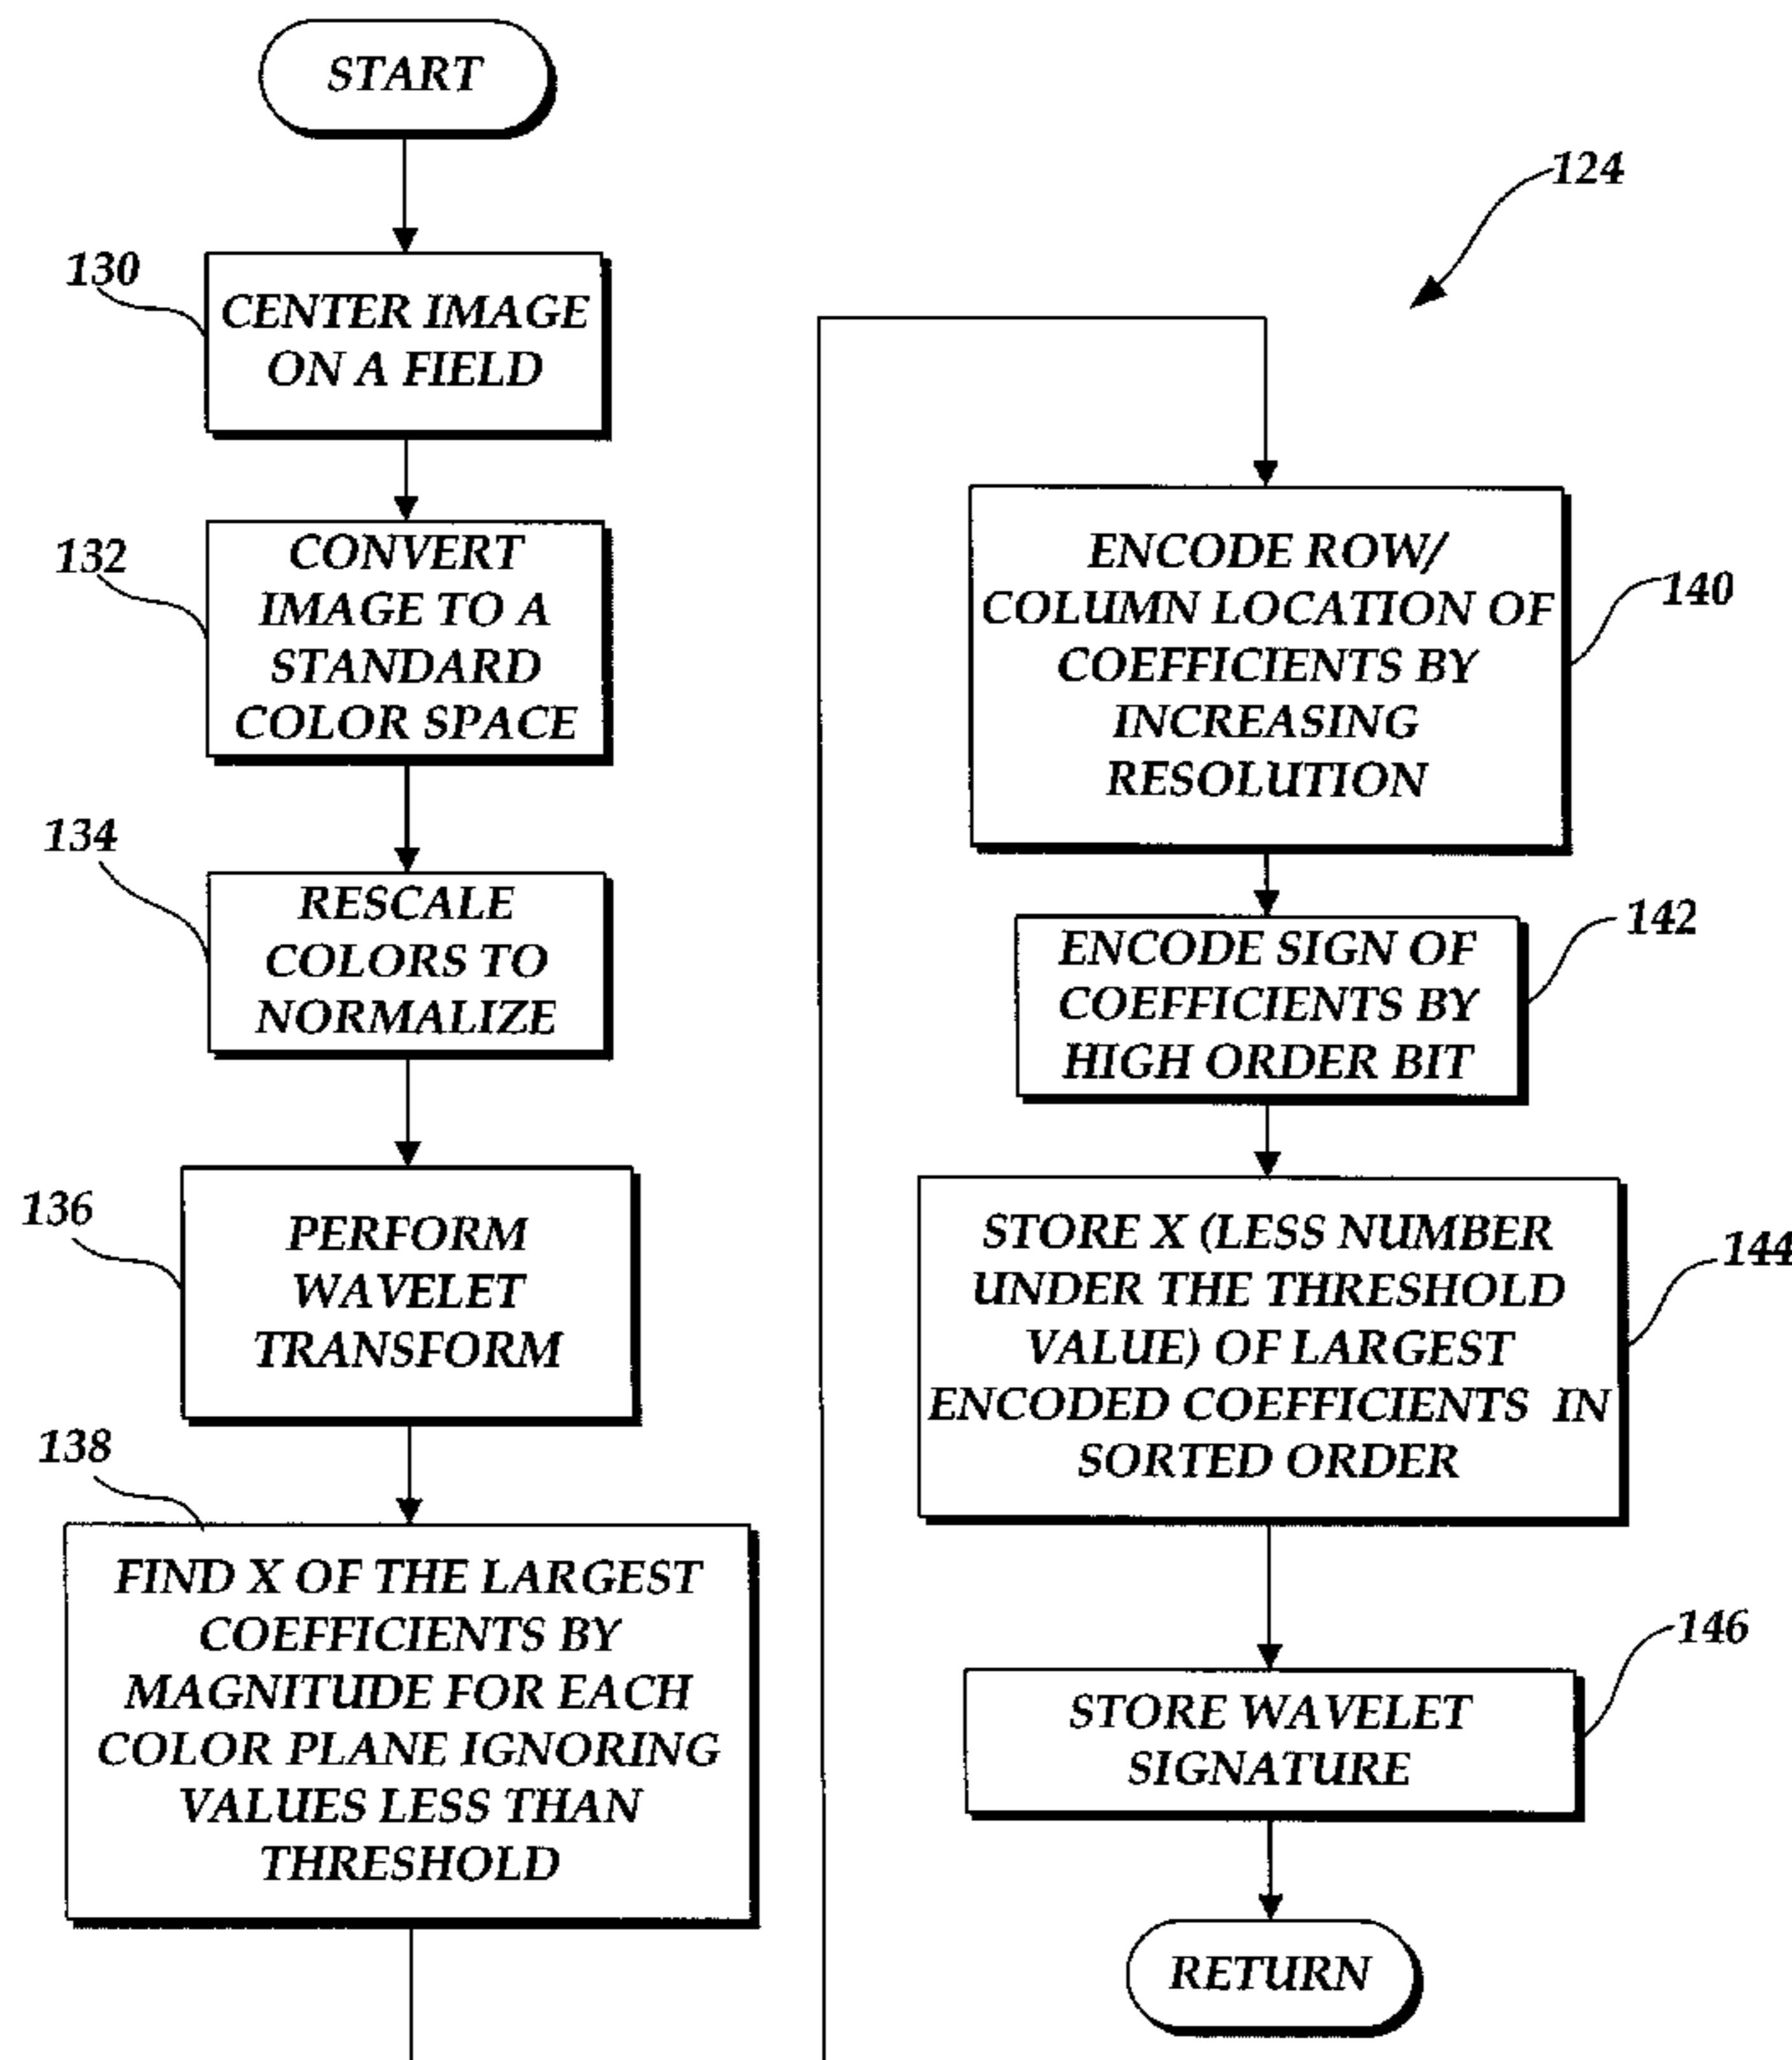 START
130
CENTER IMAGE
ON A FIELD
132
CONVERT
IMAGE TO A
STANDARD
COLOR SPACE
134
RESCALE
COLORS TO
NORMALIZE
136
PERFORM
WAVELET
TRANSFORM
138
FIND X OF THE LARGEST
COEFFICIENTS BY
MAGNITUDE FOR EACH
COLOR PLANE IGNORING
VALUES LESS THAN
THRESHOLD
124
ENCODE ROW/
COLUMN LOCATION OF
COEFFICIENTS BY
INCREASING
RESOLUTION
140
ENCODE SIGN OF
COEFFICIENTS BY
HIGH ORDER BIT
142
STORE X (LESS NUMBER
UNDER THE THRESHOLD
VALUE) OF LARGEST
ENCODED COEFFICIENTS IN
SORTED ORDER
144
STORE WAVELET
SIGNATURE
146
RETURN